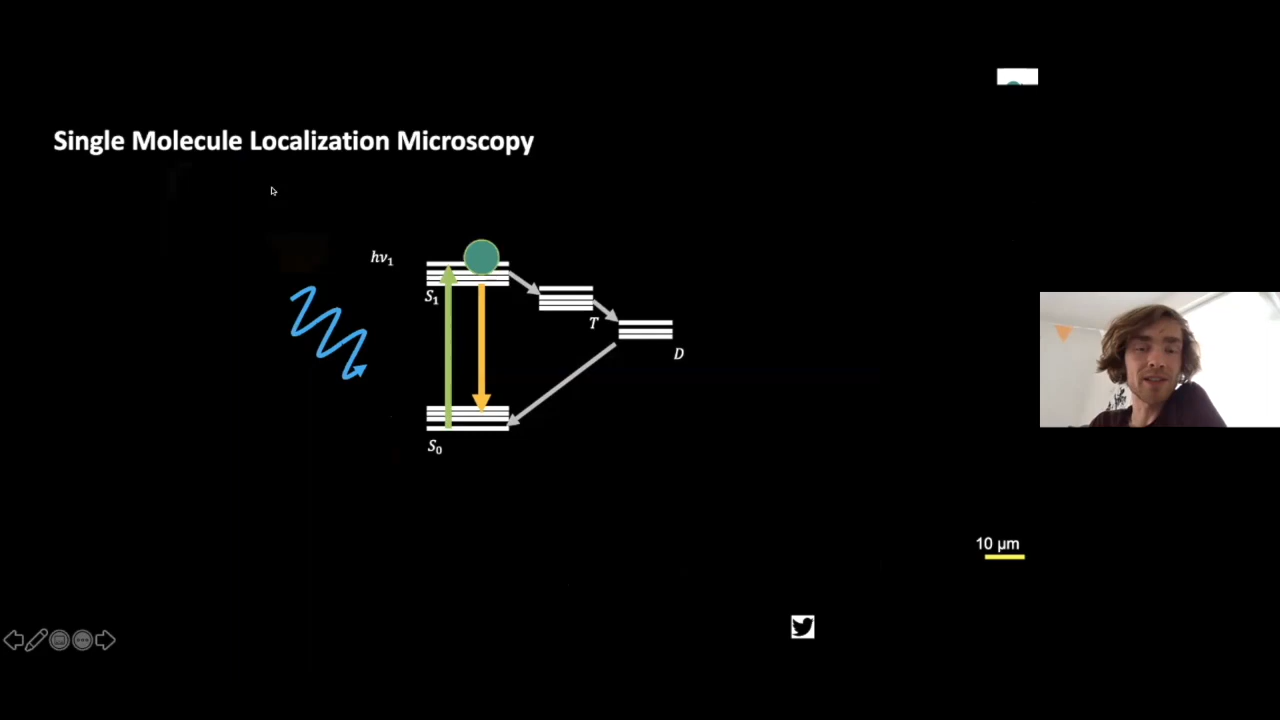 Single Molecule Localization Microscopy
hν₁
S₁
T
D
S₀
10 μm